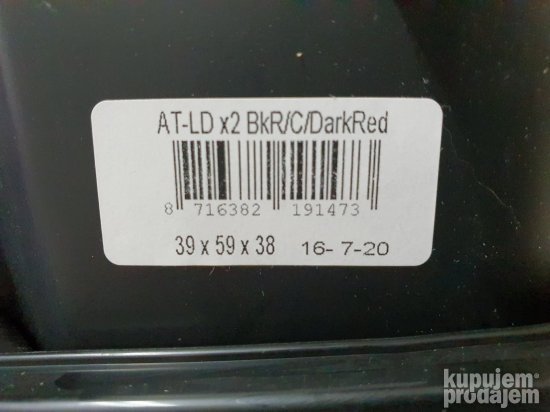 AT-LD x2 BkR/C/DarkRed
8 716382 191473
39 x 59 x 38 16- 7-20
kupujem
prodajem